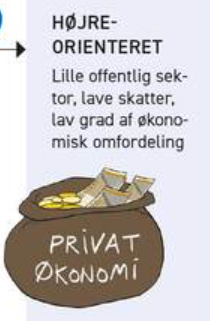 HØJRE-
ORIENTERET
Lille offentlig sek-
tor, lave skatter,
lav grad af økono-
misk omfordeling
PRIVAT
ØKONOMI